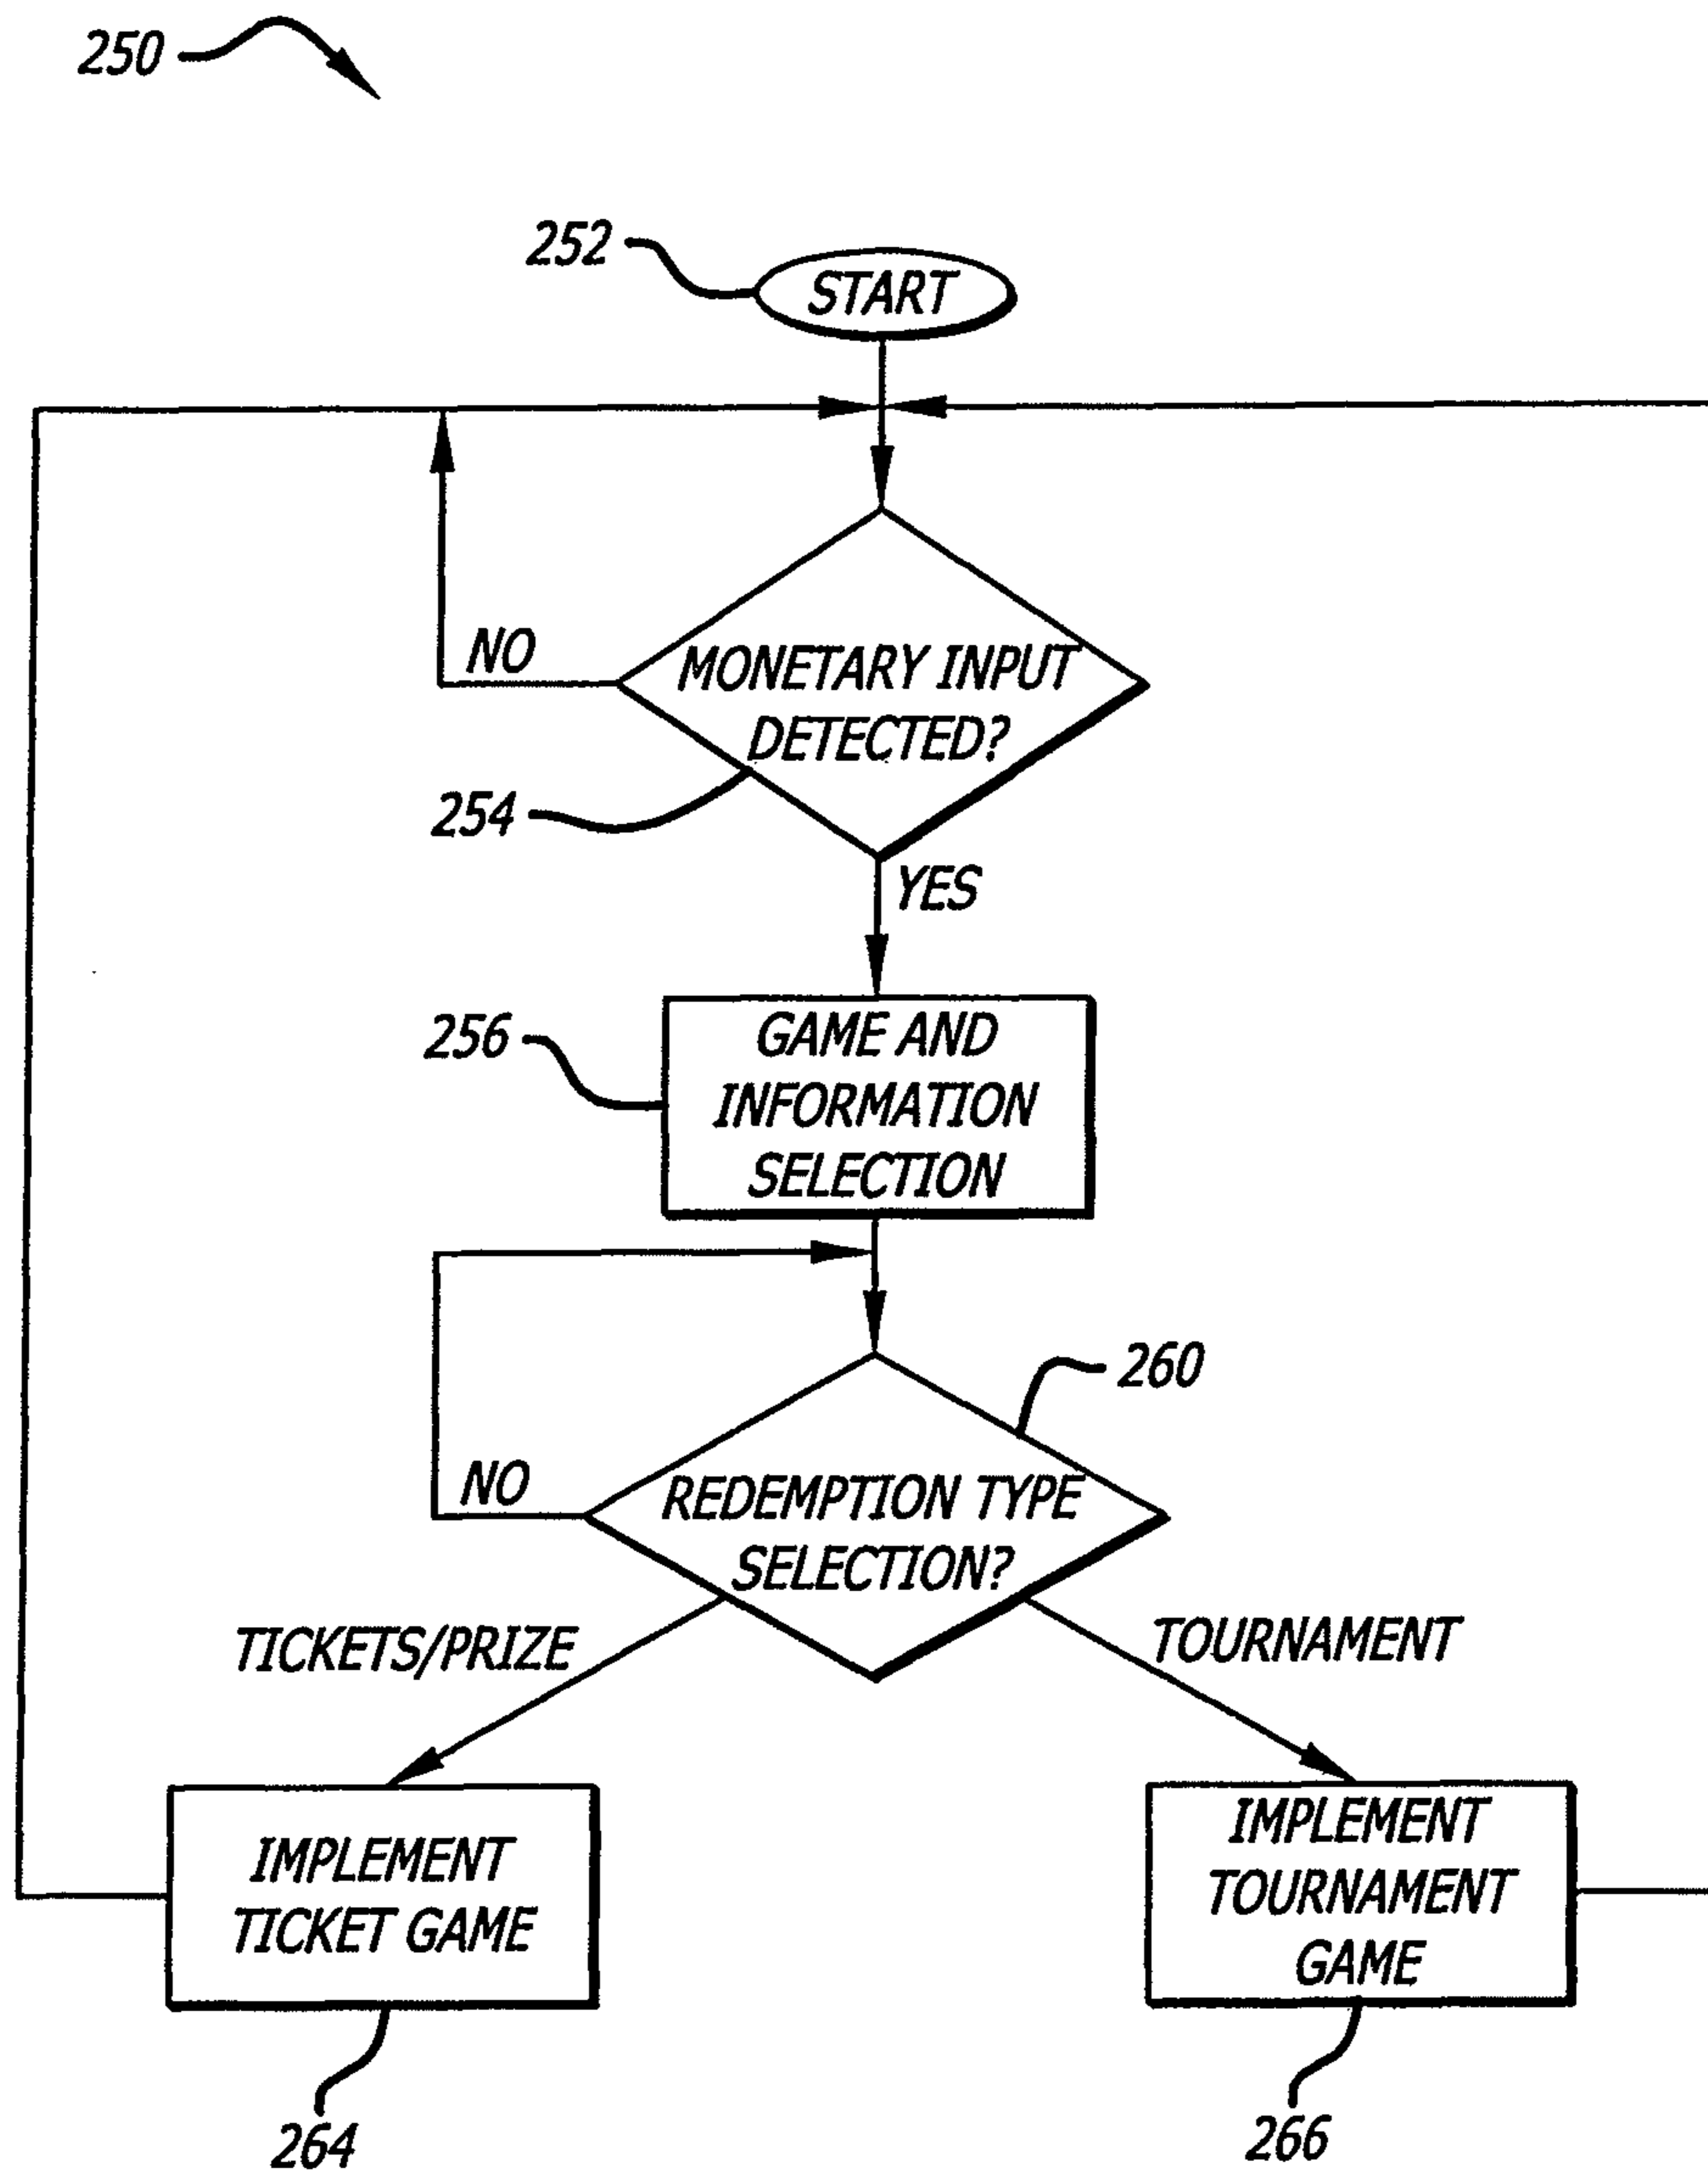 250
252
START
NO
MONETARY INPUT
DETECTED?
254
YES
256
GAME AND
INFORMATION
SELECTION
260
NO
REDEMPTION TYPE
SELECTION?
TICKETS/PRIZE
TOURNAMENT
IMPLEMENT
TICKET GAME
IMPLEMENT
TOURNAMENT
GAME
264
266